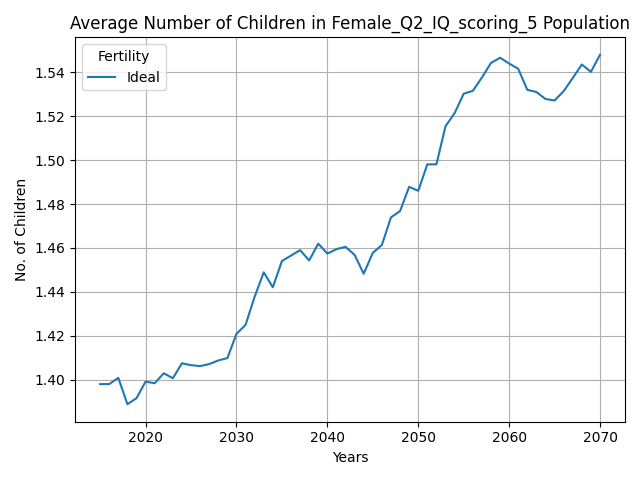 Average Number of Children in Female_Q2_IQ_scoring_5 Population
Fertility
Ideal
No. of Children
1.54
1.52
1.50
1.48
1.46
1.44
1.42
1.40
2020
2030
2040
2050
2060
2070
Years